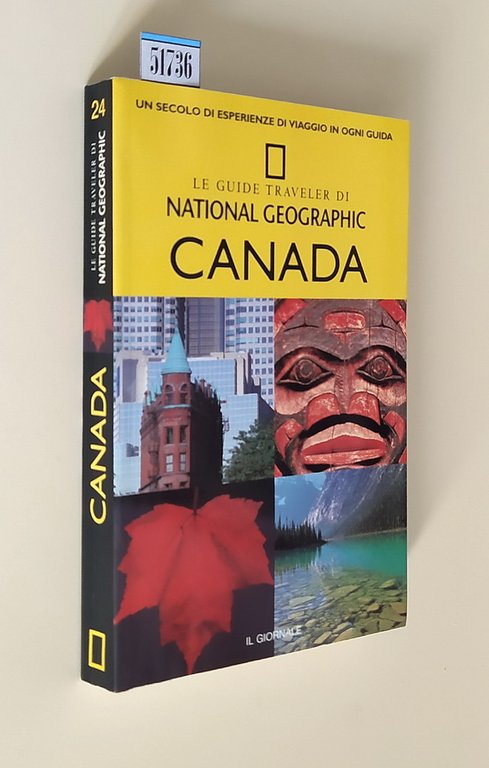 51736
UN SECOLO DI ESPERIENZE DI VIAGGIO IN OGNI GUIDA
LE GUIDE TRAVELER DI
NATIONAL GEOGRAPHIC
CANADA
IL GIORNALE
24
LE GUIDE TRAVELER DI
NATIONAL GEOGRAPHIC
CANADA